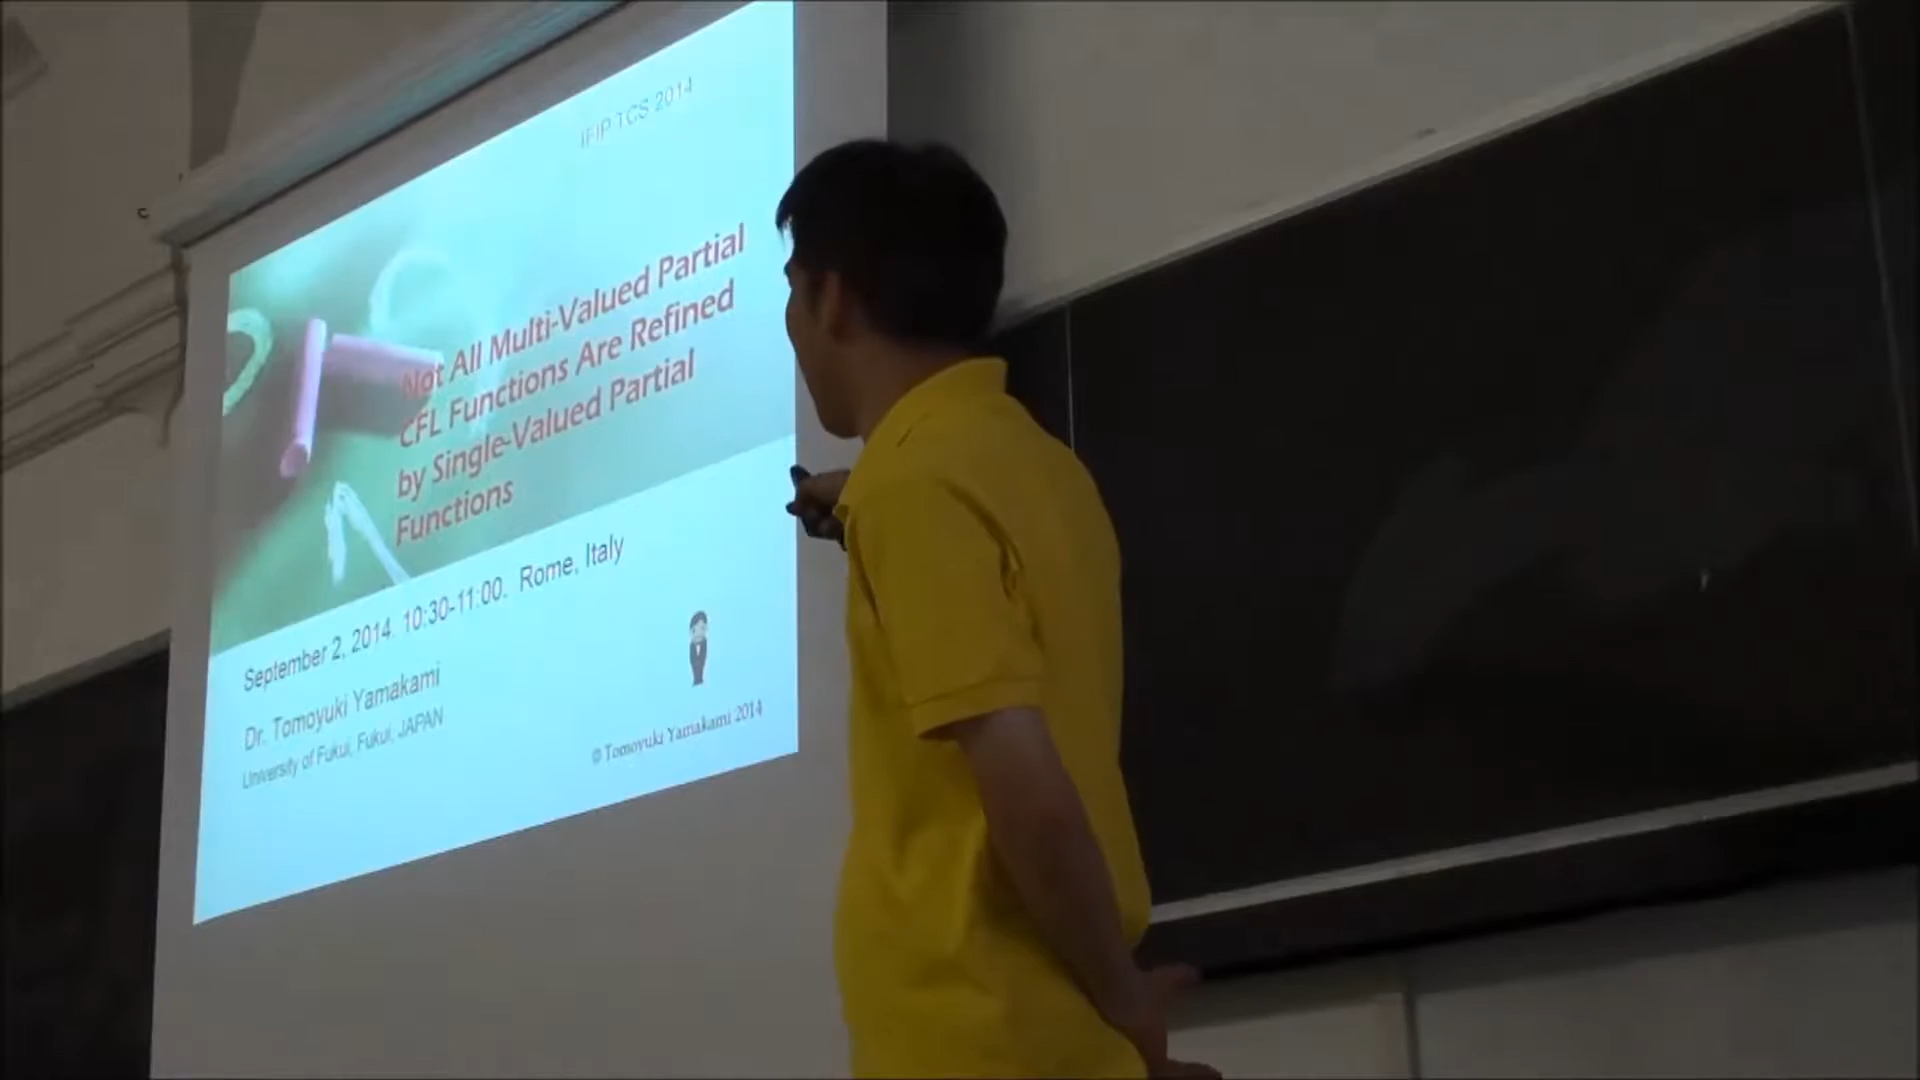 IFIP TCS 2014
Not All Multi-Valued Partial
CFL Functions Are Refined
by Single-Valued Partial
Functions
September 2, 2014. 10:30-11:00. Rome, Italy
Dr. Tomoyuki Yamakami
University of Fukui, Fukui, JAPAN
© Tomoyuki Yamakami 2014